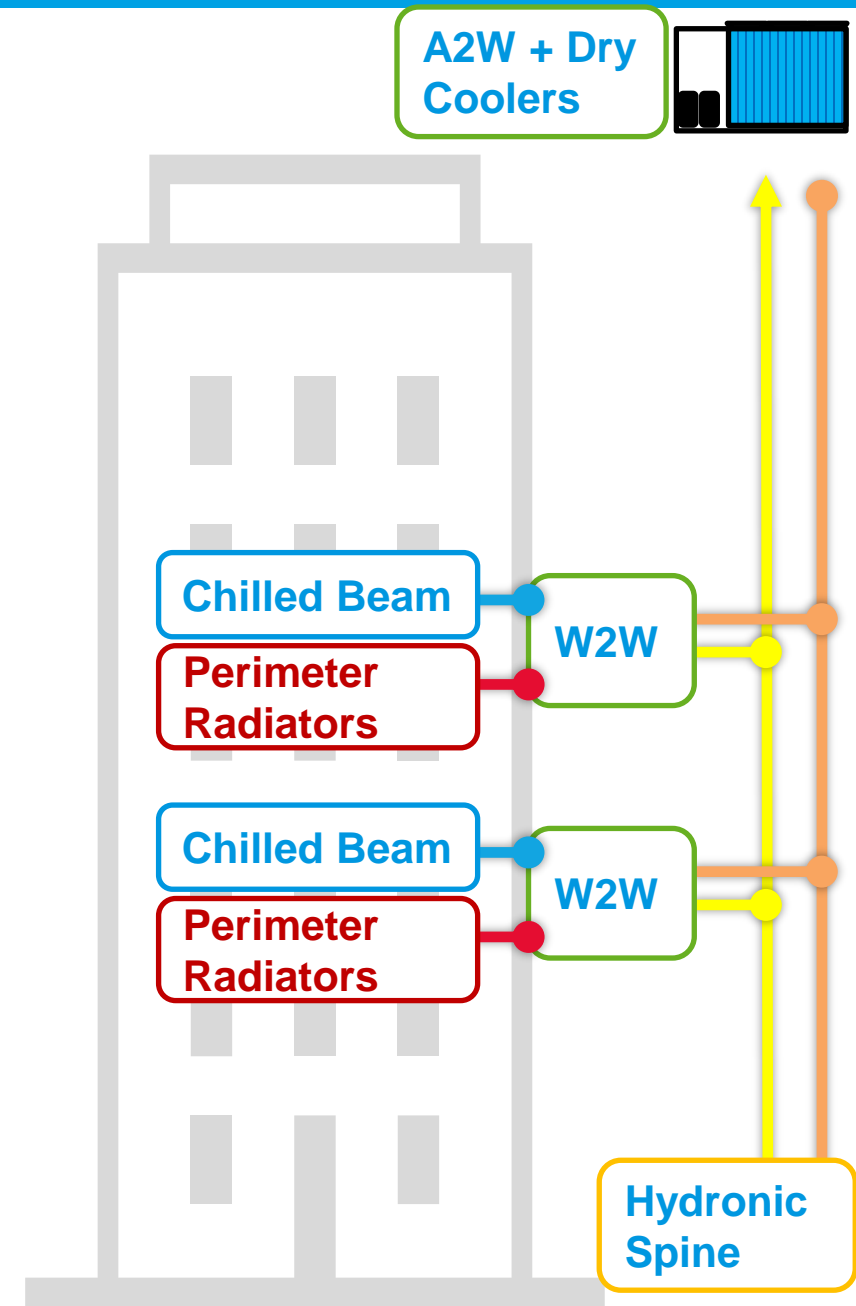 A2W + Dry
Coolers
Chilled Beam
W2W
Perimeter
Radiators
Chilled Beam
W2W
Perimeter
Radiators
Hydronic
Spine